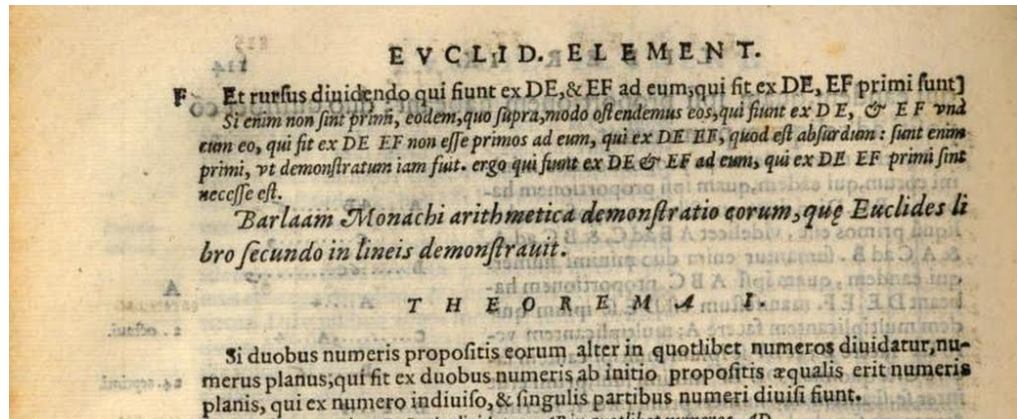 EVCLID. ELEMENT.
F Et rursus diuidendo qui fiunt ex DE, & EF ad eum, qui fit ex DE, EF primi sunt]
Si enim non sint primi, eodem, quo supra, modo ostendemus eos, qui fiunt ex DE, & EF vnà
cum eo, qui fit ex DE EF non esse primos ad eum, qui ex DE EF, quod est absurdum: sunt enim
primi, vt demonstratum iam fuit. ergo qui fiunt ex DE & EF ad eum, qui ex DE EF primi sint
necesse est.
Barlaam Monachi arithmetica demonstratio eorum, quę Euclides li
bro secundo in lineis demonstrauit.
THEOREMA I.
Si duobus numeris propositis eorum alter in quotlibet numeros diuidatur, nu-
merus planus, qui fit ex duobus numeris ab initio propositis æqualis erit numeris
planis, qui ex numero indiuiso, & singulis partibus numeri diuisi fiunt.